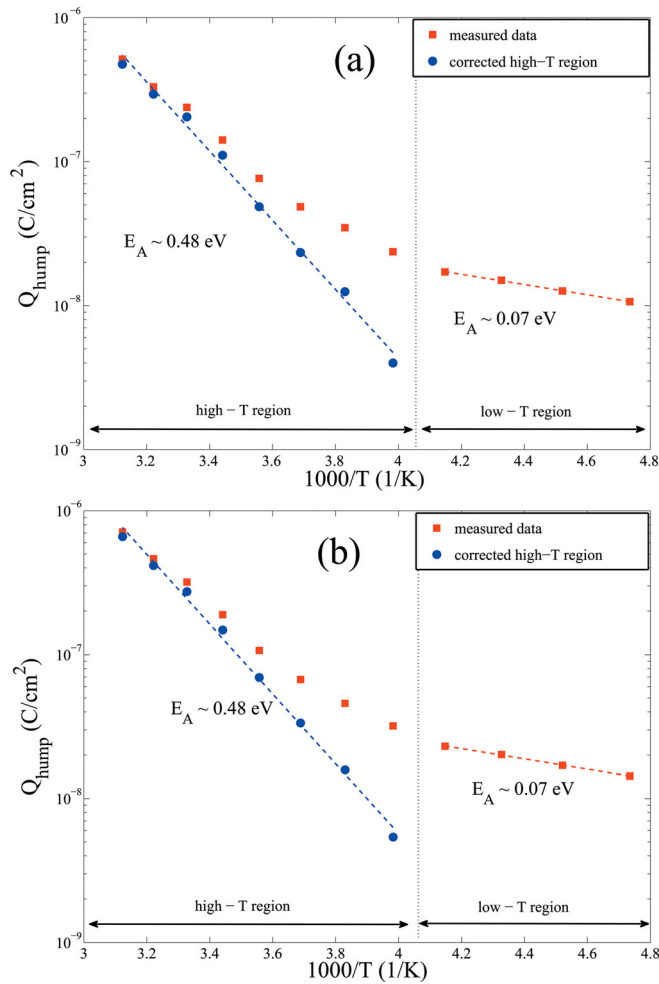 10^-6
measured data
corrected high−T region
(a)
10^-7
Q_hump (C/cm^2)
E_A ~ 0.48 eV
10^-8
E_A ~ 0.07 eV
high − T region
low − T region
10^-9
3 3.2 3.4 3.6 3.8 4 4.2 4.4 4.6 4.8
1000/T (1/K)
10^-6
measured data
corrected high−T region
(b)
10^-7
Q_hump (C/cm^2)
E_A ~ 0.48 eV
10^-8
E_A ~ 0.07 eV
high − T region
low − T region
10^-9
3 3.2 3.4 3.6 3.8 4 4.2 4.4 4.6 4.8
1000/T (1/K)